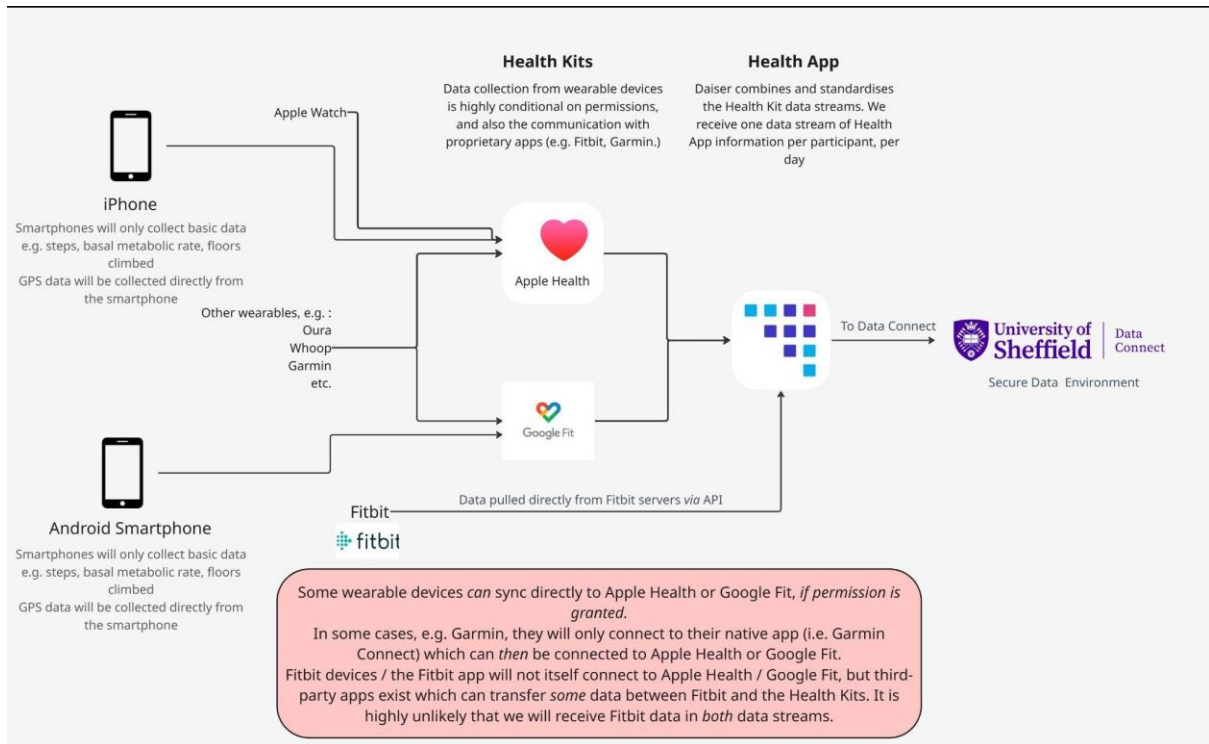 Health Kits
Data collection from wearable devices
is highly conditional on permissions,
and also the communication with
proprietary apps (e.g. Fitbit, Garmin.)
Health App
Daiser combines and standardises
the Health Kit data streams. We
receive one data stream of Health
App information per participant, per
day
Apple Watch
iPhone
Smartphones will only collect basic data
e.g. steps, basal metabolic rate, floors
climbed
GPS data will be collected directly from
the smartphone
Apple Health
Other wearables, e.g. :
Oura
Whoop
Garmin
etc.
To Data Connect
University of
Sheffield
Data
Connect
Secure Data Environment
Google Fit
Android Smartphone
Smartphones will only collect basic data
e.g. steps, basal metabolic rate, floors
climbed
GPS data will be collected directly from
the smartphone
Data pulled directly from Fitbit servers via API
Fitbit
fitbit
Some wearable devices can sync directly to Apple Health or Google Fit, if permission is
granted.
In some cases, e.g. Garmin, they will only connect to their native app (i.e. Garmin
Connect) which can then be connected to Apple Health or Google Fit.
Fitbit devices / the Fitbit app will not itself connect to Apple Health / Google Fit, but third-
party apps exist which can transfer some data between Fitbit and the Health Kits. It is
highly unlikely that we will receive Fitbit data in both data streams.